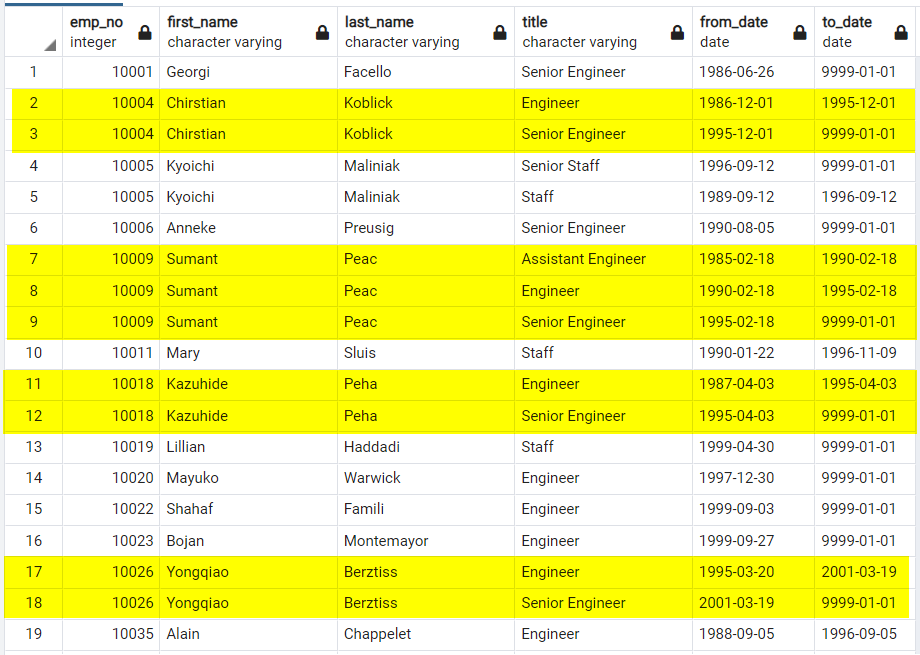 emp_no first_name last_name title from_date to_date
integer character varying character varying character varying date date
1 10001 Georgi Facello Senior Engineer 1986-06-26 9999-01-01
2 10004 Chirstian Koblick Engineer 1986-12-01 1995-12-01
3 10004 Chirstian Koblick Senior Engineer 1995-12-01 9999-01-01
4 10005 Kyoichi Maliniak Senior Staff 1996-09-12 9999-01-01
5 10005 Kyoichi Maliniak Staff 1989-09-12 1996-09-12
6 10006 Anneke Preusig Senior Engineer 1990-08-05 9999-01-01
7 10009 Sumant Peac Assistant Engineer 1985-02-18 1990-02-18
8 10009 Sumant Peac Engineer 1990-02-18 1995-02-18
9 10009 Sumant Peac Senior Engineer 1995-02-18 9999-01-01
10 10011 Mary Sluis Staff 1990-01-22 1996-11-09
11 10018 Kazuhide Peha Engineer 1987-04-03 1995-04-03
12 10018 Kazuhide Peha Senior Engineer 1995-04-03 9999-01-01
13 10019 Lillian Haddadi Staff 1999-04-30 9999-01-01
14 10020 Mayuko Warwick Engineer 1997-12-30 9999-01-01
15 10022 Shahaf Famili Engineer 1999-09-03 9999-01-01
16 10023 Bojan Montemayor Engineer 1999-09-27 9999-01-01
17 10026 Yongqiao Berztiss Engineer 1995-03-20 2001-03-19
18 10026 Yongqiao Berztiss Senior Engineer 2001-03-19 9999-01-01
19 10035 Alain Chappelet Engineer 1988-09-05 1996-09-05